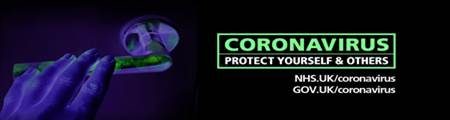 CORONAVIRUS
PROTECT YOURSELF & OTHERS
NHS.UK/coronavirus
GOV.UK/coronavirus